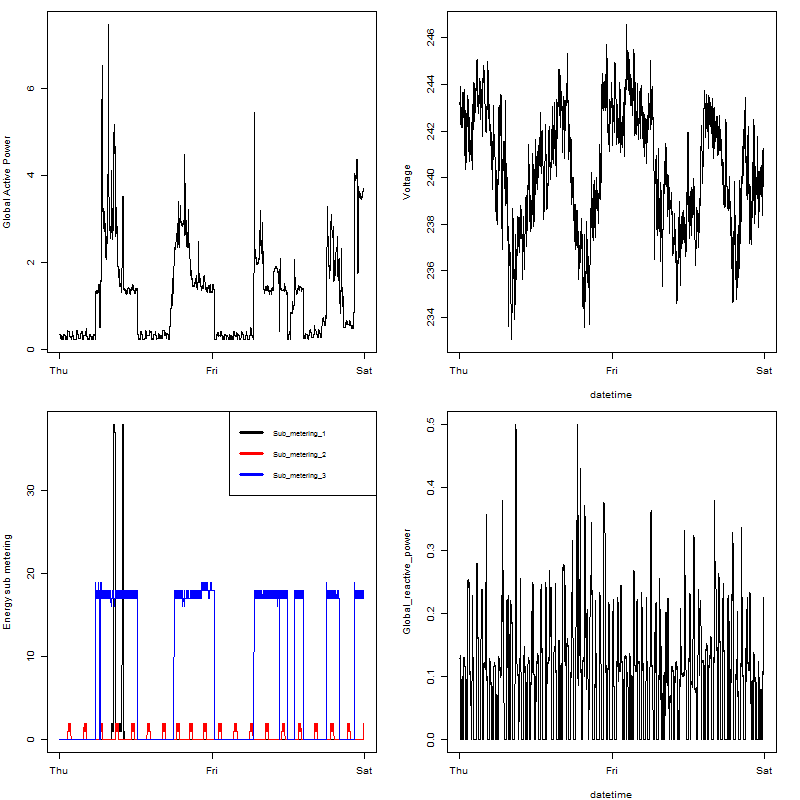 Global Active Power
0
2
4
6
Thu
Fri
Sat
Voltage
234
236
238
240
242
244
246
Thu
Fri
Sat
datetime
Energy sub metering
0
10
20
30
Sub_metering_1
Sub_metering_2
Sub_metering_3
Thu
Fri
Sat
Global_reactive_power
0.0
0.1
0.2
0.3
0.4
0.5
Thu
Fri
Sat
datetime